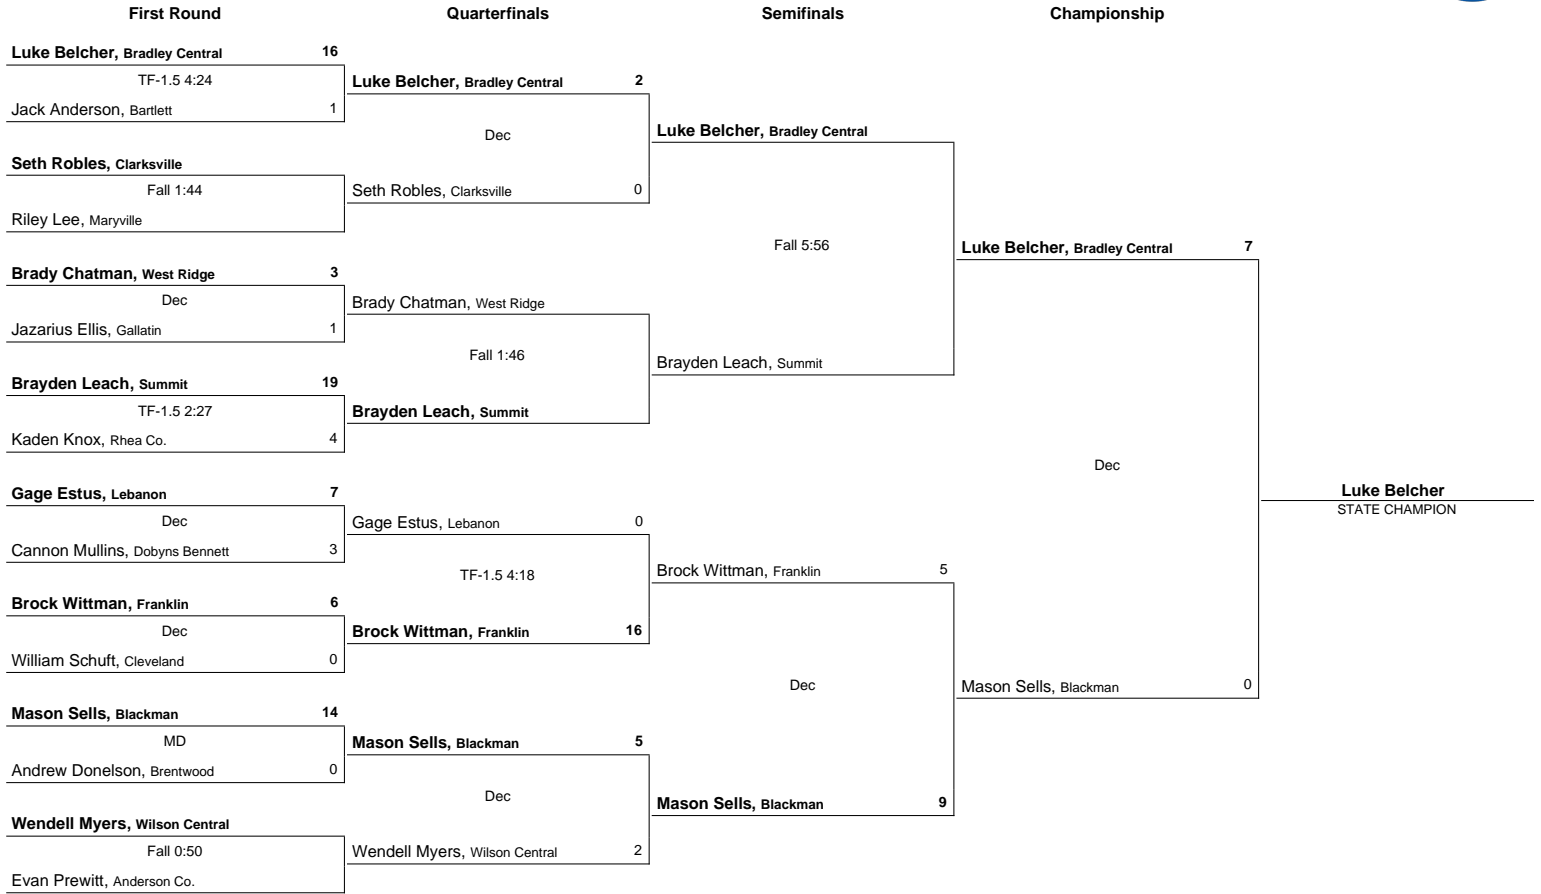 First Round Quarterfinals Semifinals Championship
Luke Belcher, Bradley Central 16
TF-1.5 4:24
Jack Anderson, Bartlett 1
Seth Robles, Clarksville
Fall 1:44
Riley Lee, Maryville
Brady Chatman, West Ridge 3
Dec
Jazarius Ellis, Gallatin 1
Brayden Leach, Summit 19
TF-1.5 2:27
Kaden Knox, Rhea Co. 4
Gage Estus, Lebanon 7
Dec
Cannon Mullins, Dobyns Bennett 3
Brock Wittman, Franklin 6
Dec
William Schuft, Cleveland 0
Mason Sells, Blackman 14
MD
Andrew Donelson, Brentwood 0
Wendell Myers, Wilson Central
Fall 0:50
Evan Prewitt, Anderson Co.
Luke Belcher, Bradley Central 2
Dec
Seth Robles, Clarksville 0
Brady Chatman, West Ridge
Fall 1:46
Brayden Leach, Summit
Gage Estus, Lebanon 0
TF-1.5 4:18
Brock Wittman, Franklin 16
Mason Sells, Blackman 5
Dec
Wendell Myers, Wilson Central 2
Luke Belcher, Bradley Central
Fall 5:56
Brayden Leach, Summit
Brock Wittman, Franklin 5
Dec
Mason Sells, Blackman 9
Luke Belcher, Bradley Central 7
Dec
Mason Sells, Blackman 0
Luke Belcher
STATE CHAMPION